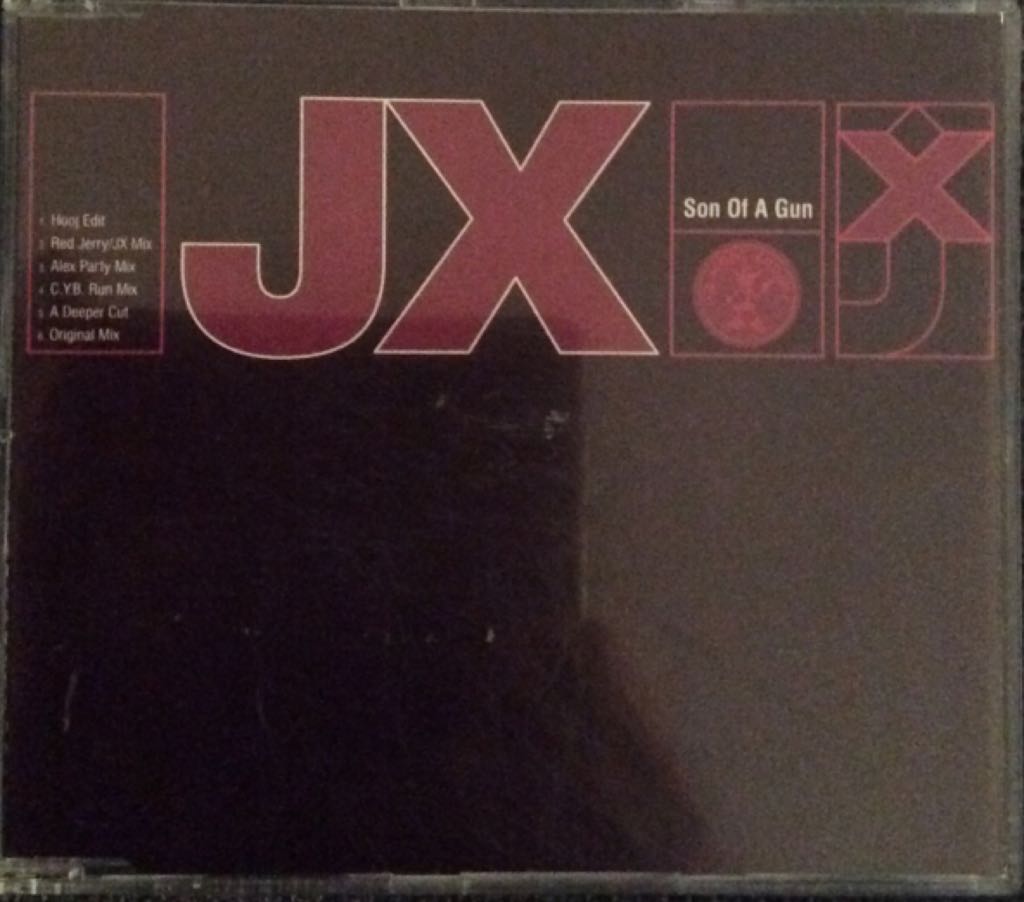 1. Hooj Edit
2. Red Jerry/JX Mix
3. Alex Party Mix
4. C.Y.B. Run Mix
5. A Deeper Cut
6. Original Mix
JX
Son Of A Gun
JX